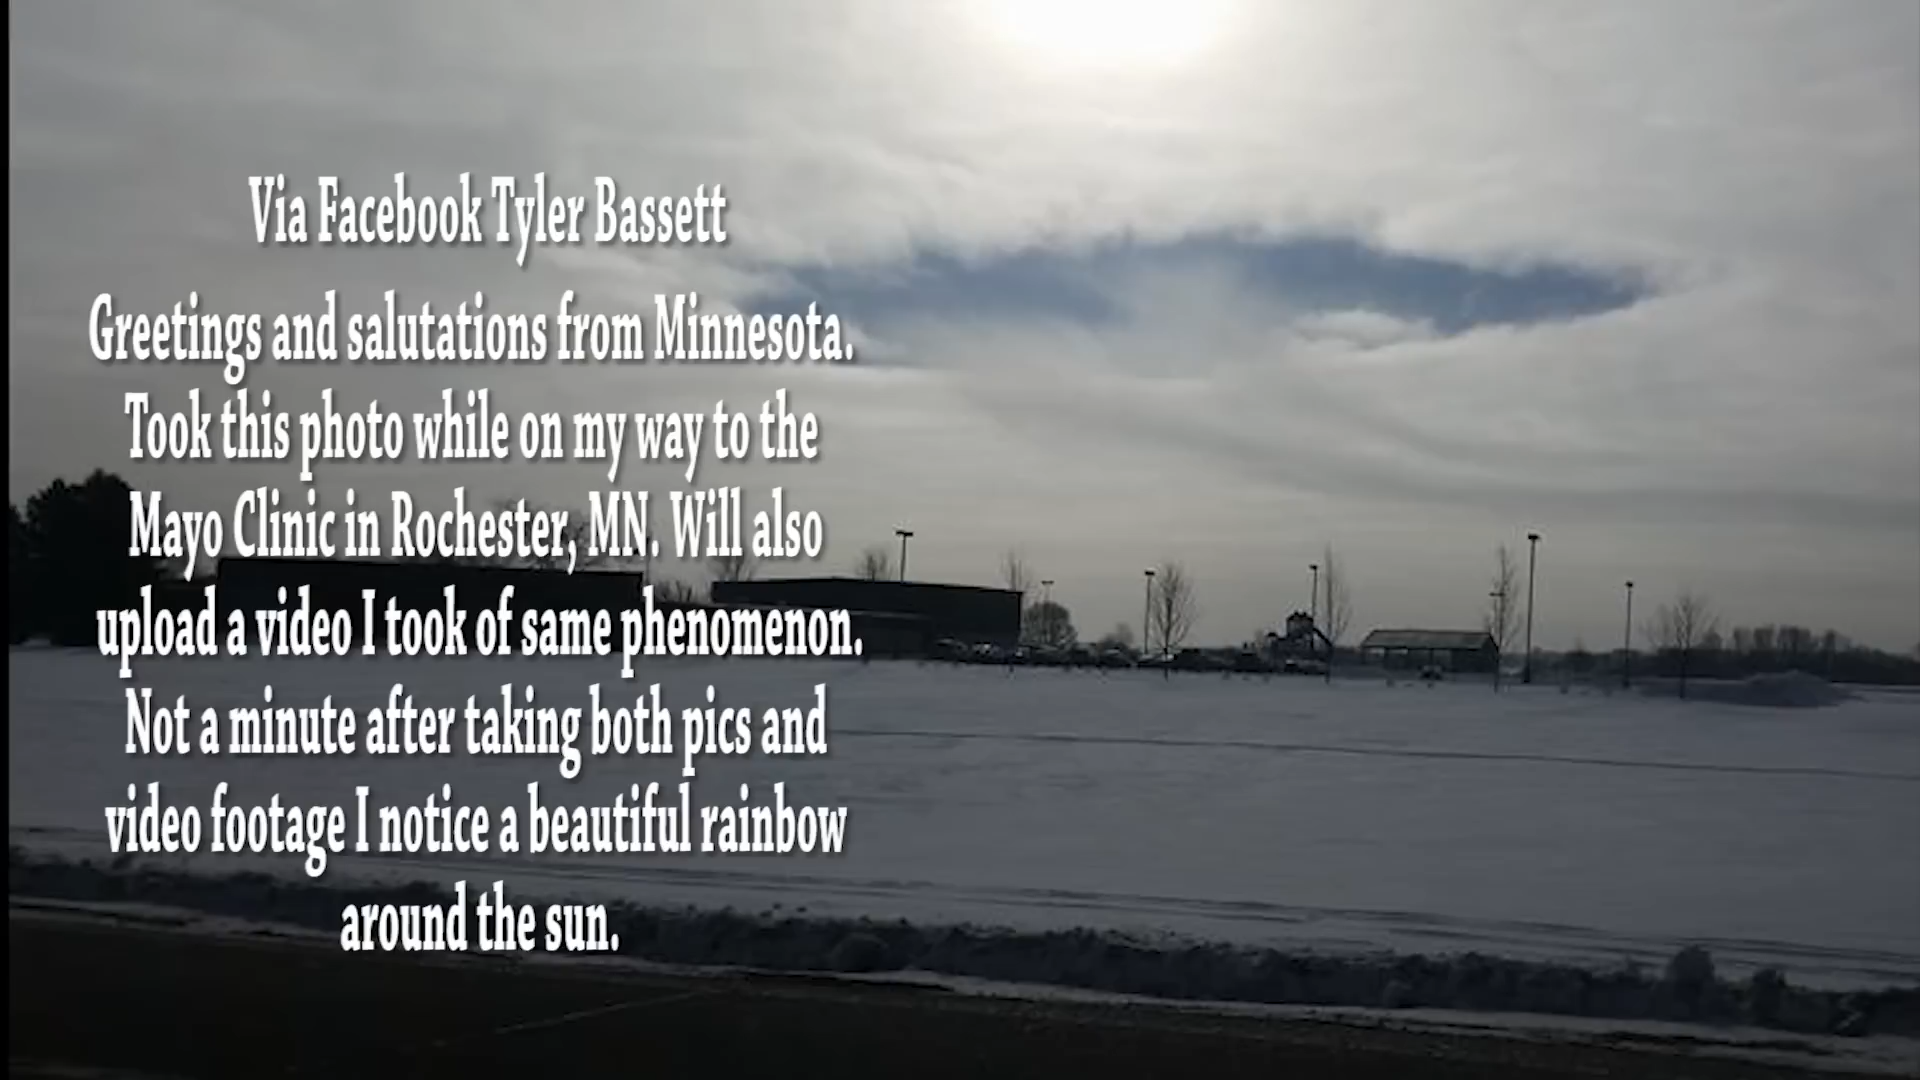 Via Facebook Tyler Bassett
Greetings and salutations from Minnesota.
Took this photo while on my way to the
Mayo Clinic in Rochester, MN. Will also
upload a video I took of same phenomenon.
Not a minute after taking both pics and
video footage I notice a beautiful rainbow
around the sun.